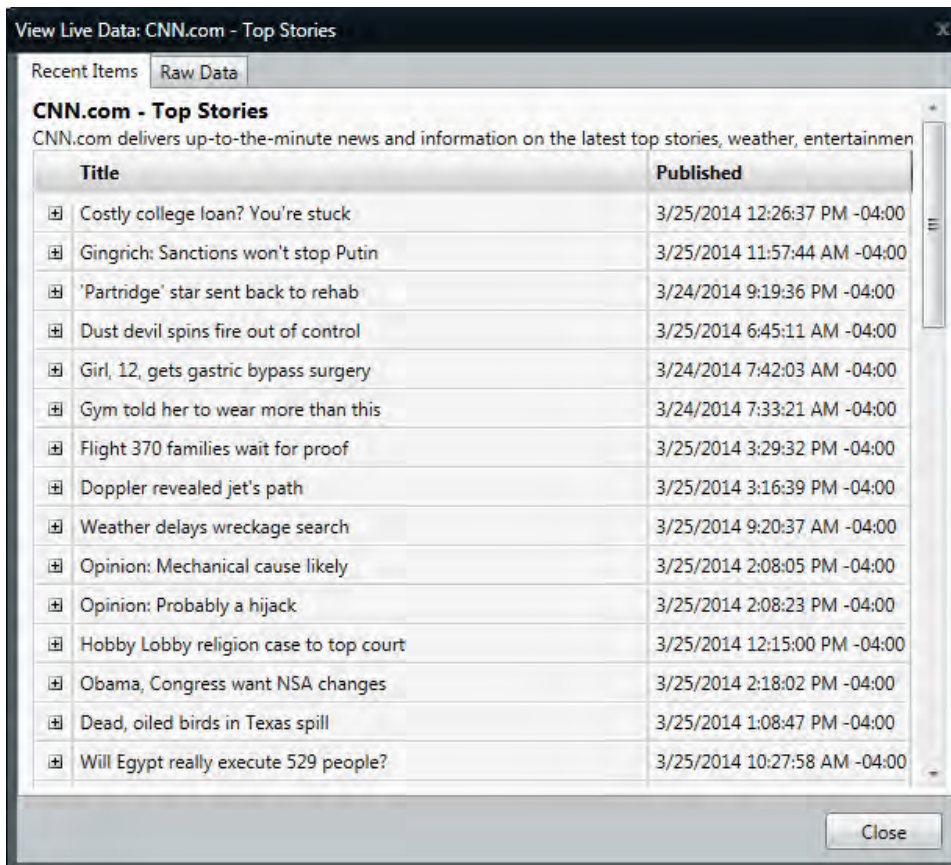 View Live Data: CNN.com - Top Stories
Recent Items Raw Data
CNN.com - Top Stories
CNN.com delivers up-to-the-minute news and information on the latest top stories, weather, entertainmen
Title Published
Costly college loan? You're stuck 3/25/2014 12:26:37 PM -04:00
Gingrich: Sanctions won't stop Putin 3/25/2014 11:57:44 AM -04:00
'Partridge' star sent back to rehab 3/24/2014 9:19:36 PM -04:00
Dust devil spins fire out of control 3/25/2014 6:45:11 AM -04:00
Girl, 12, gets gastric bypass surgery 3/24/2014 7:42:03 AM -04:00
Gym told her to wear more than this 3/24/2014 7:33:21 AM -04:00
Flight 370 families wait for proof 3/25/2014 3:29:32 PM -04:00
Doppler revealed jet's path 3/25/2014 3:16:39 PM -04:00
Weather delays wreckage search 3/25/2014 9:20:37 AM -04:00
Opinion: Mechanical cause likely 3/25/2014 2:08:05 PM -04:00
Opinion: Probably a hijack 3/25/2014 2:08:23 PM -04:00
Hobby Lobby religion case to top court 3/25/2014 12:15:00 PM -04:00
Obama, Congress want NSA changes 3/25/2014 2:18:02 PM -04:00
Dead, oiled birds in Texas spill 3/25/2014 1:08:47 PM -04:00
Will Egypt really execute 529 people? 3/25/2014 10:27:58 AM -04:00
Close